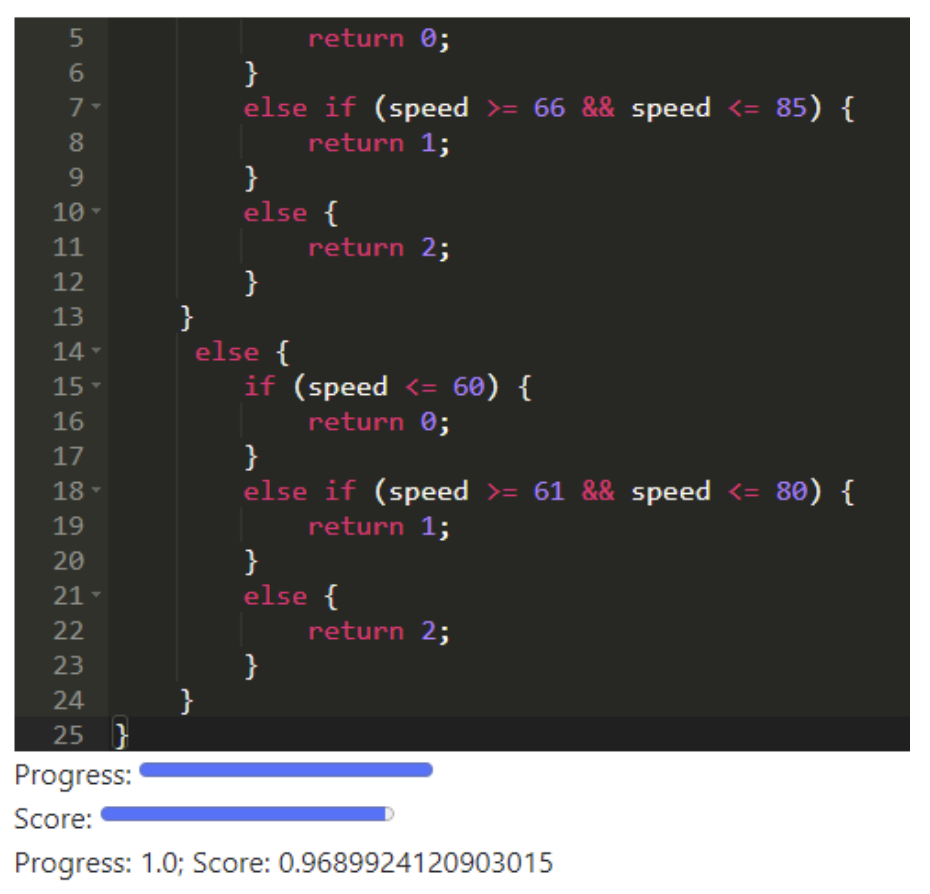 5 return 0;
6 }
7 else if (speed >= 66 && speed <= 85) {
8 return 1;
9 }
10 else {
11 return 2;
12 }
13 }
14 else {
15 if (speed <= 60) {
16 return 0;
17 }
18 else if (speed >= 61 && speed <= 80) {
19 return 1;
20 }
21 else {
22 return 2;
23 }
24 }
25 }
Progress:
Score:
Progress: 1.0; Score: 0.9689924120903015